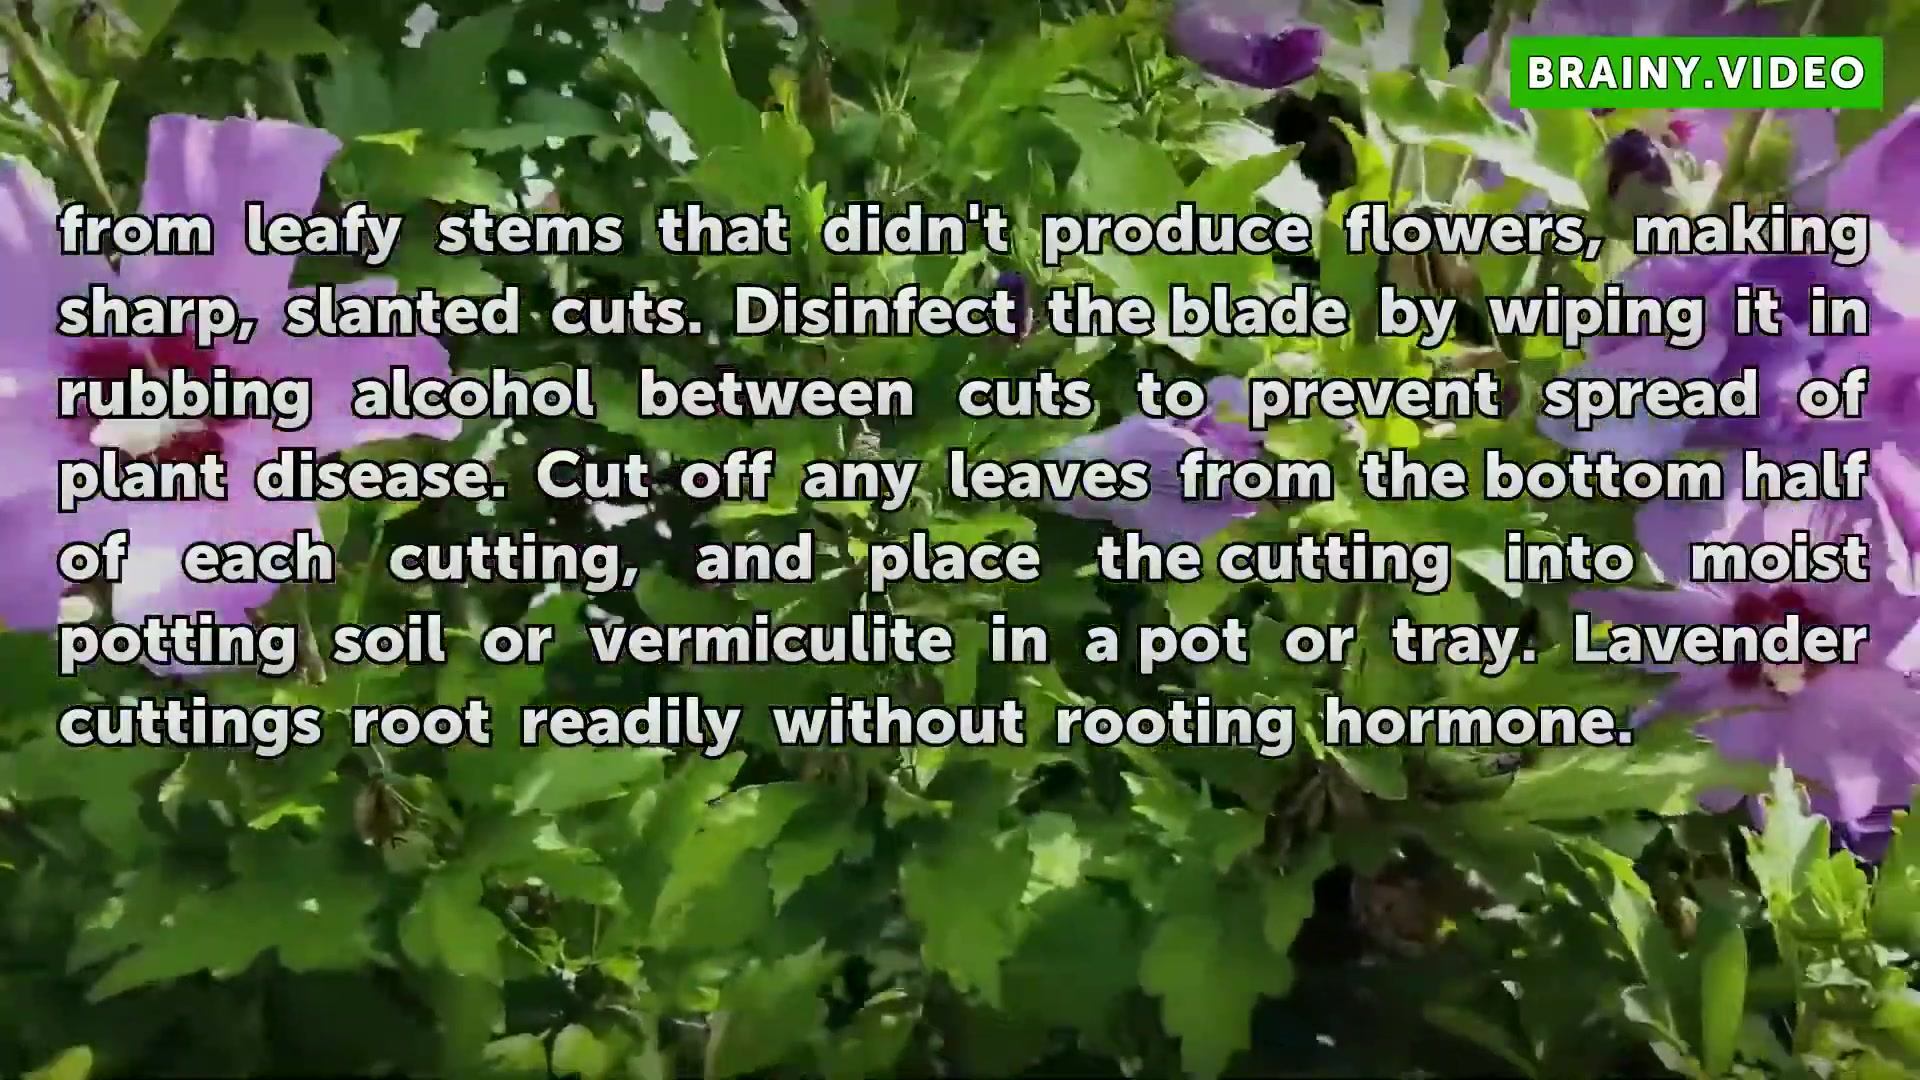 BRAINY.VIDEO
from leafy stems that didn't produce flowers, making
sharp, slanted cuts. Disinfect the blade by wiping it in
rubbing alcohol between cuts to prevent spread of
plant disease. Cut off any leaves from the bottom half
of each cutting, and place the cutting into moist
potting soil or vermiculite in a pot or tray. Lavender
cuttings root readily without rooting hormone.